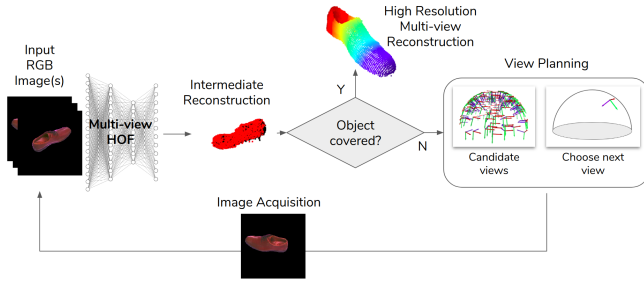 Input
RGB
Image(s)
Multi-view
HOF
Intermediate
Reconstruction
High Resolution
Multi-view
Reconstruction
Y
Object
covered?
N
View Planning
Candidate
views
Choose next
view
Image Acquisition